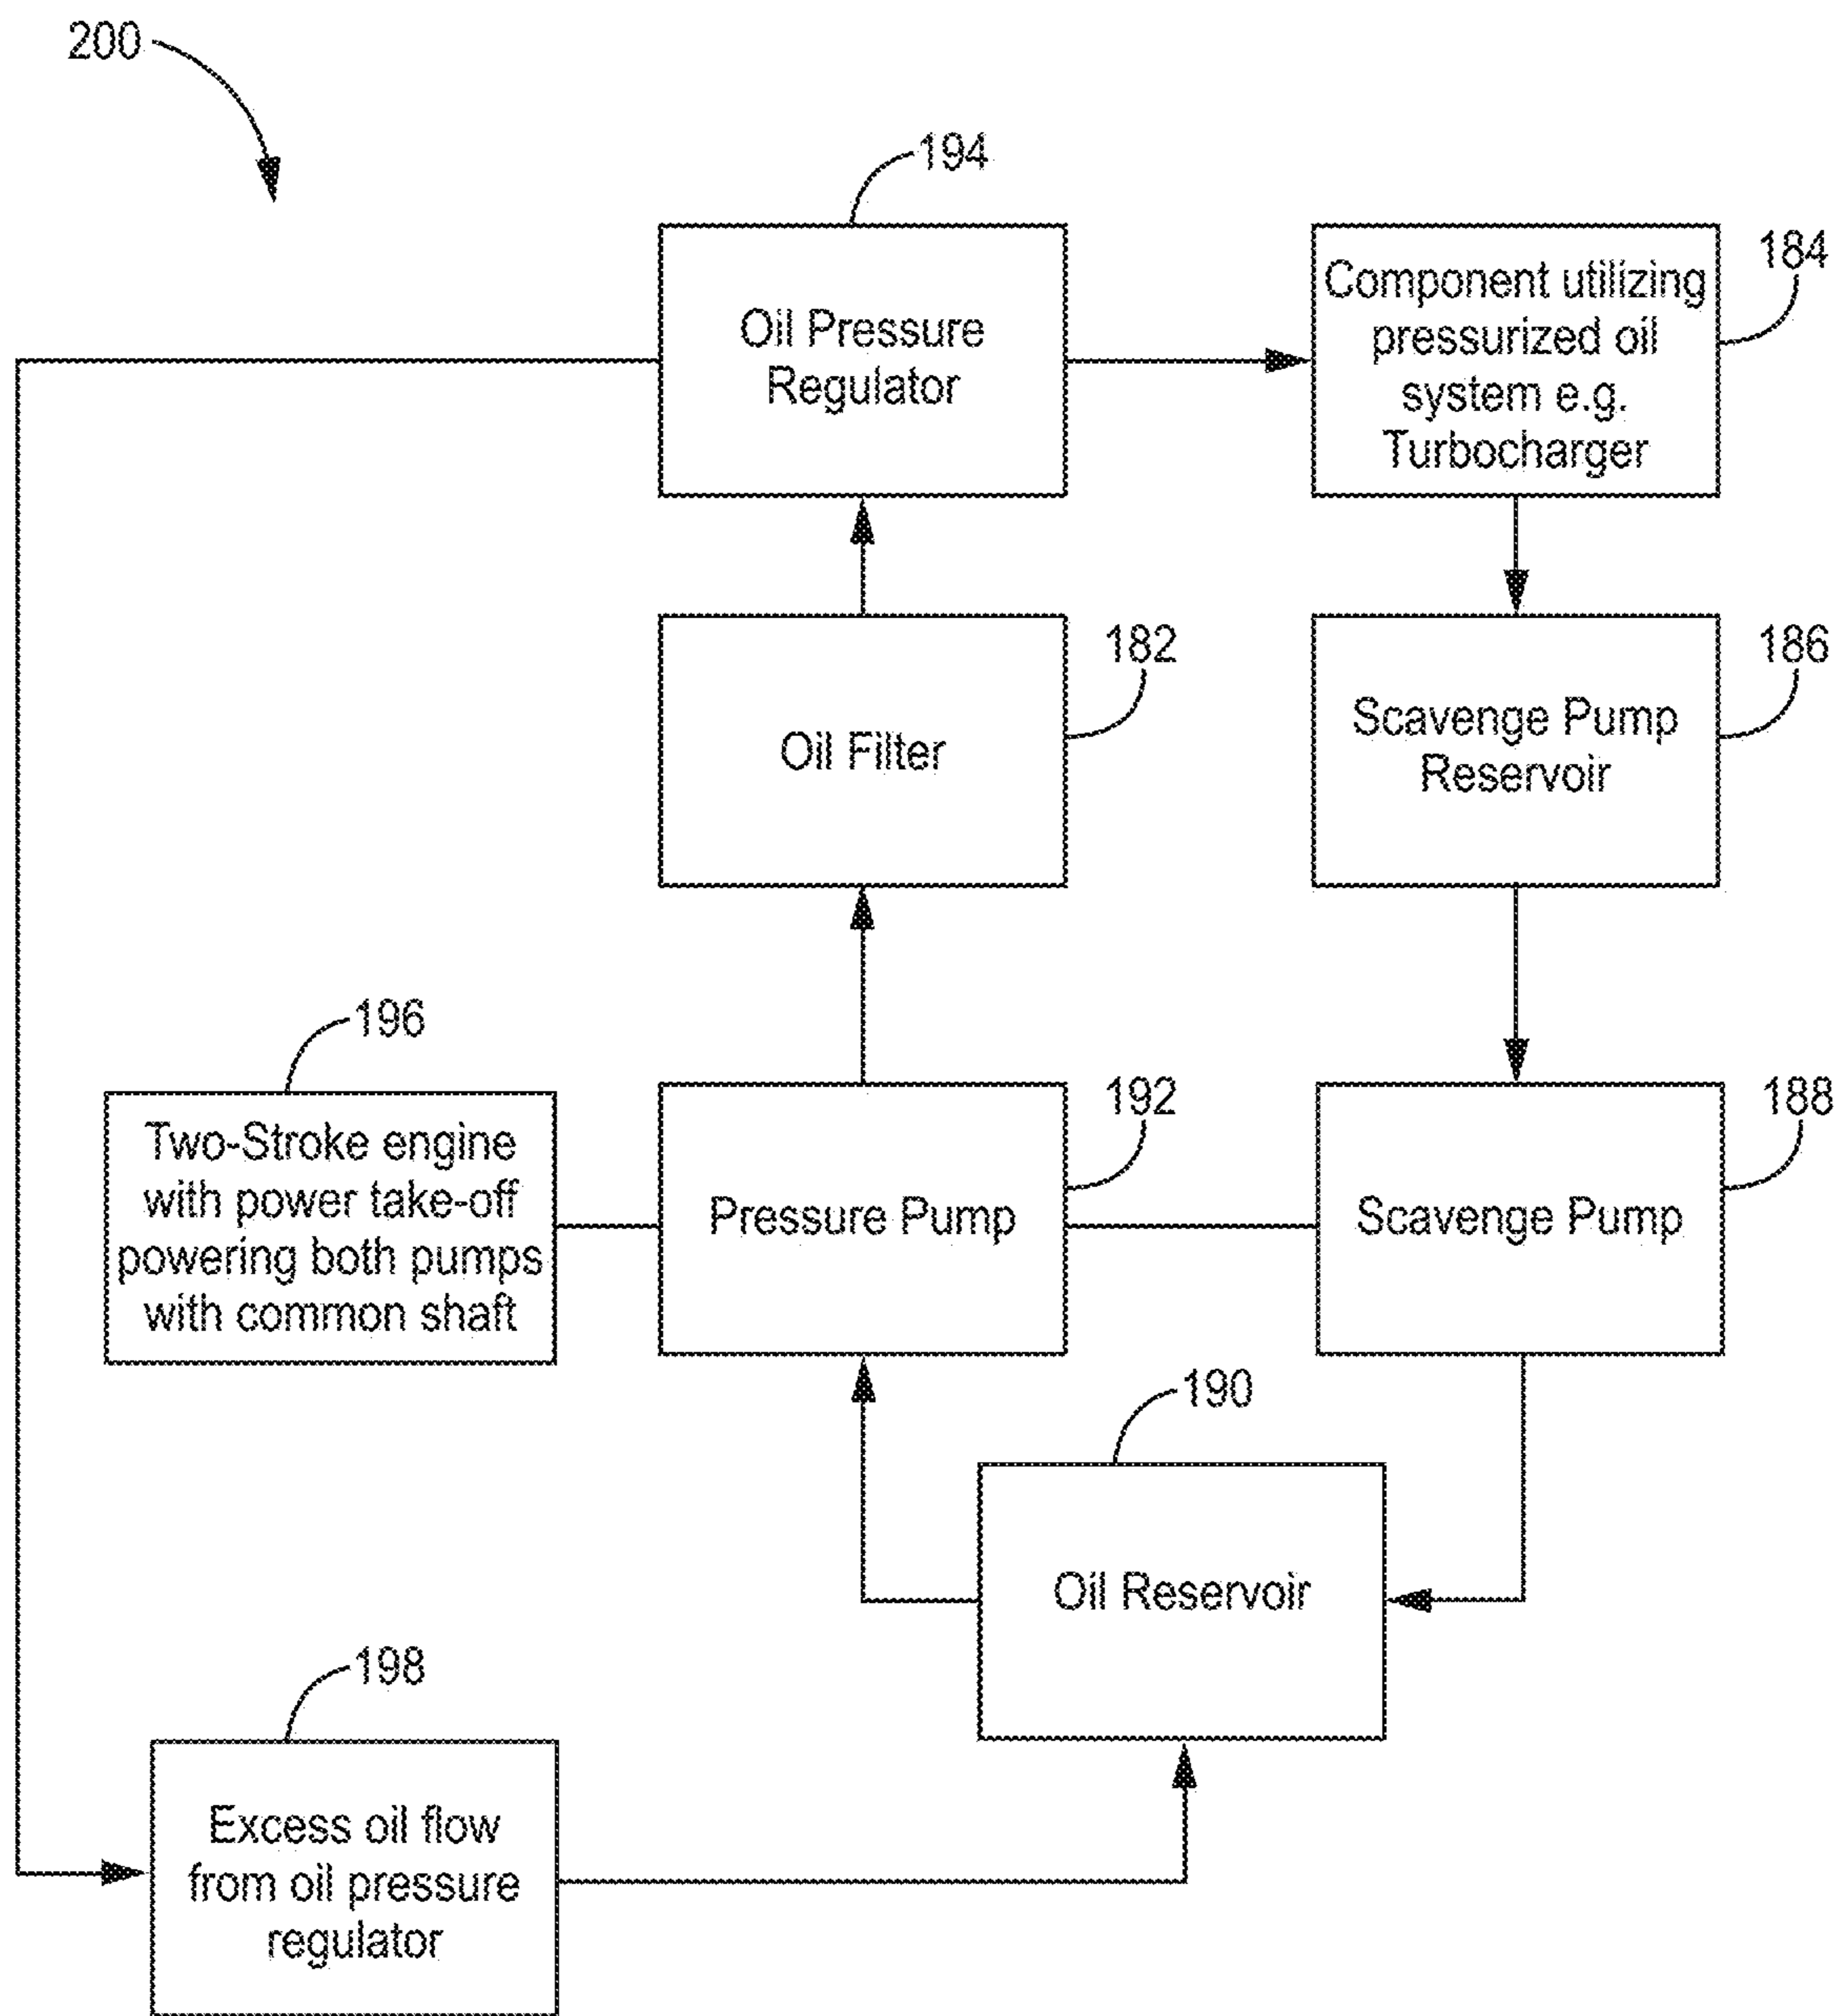 200
194
Oil Pressure
Regulator
184
Component utilizing
pressurized oil
system e.g.
Turbocharger
182
Oil Filter
186
Scavenge Pump
Reservoir
196
Two-Stroke engine
with power take-off
powering both pumps
with common shaft
192
Pressure Pump
188
Scavenge Pump
190
Oil Reservoir
198
Excess oil flow
from oil pressure
regulator